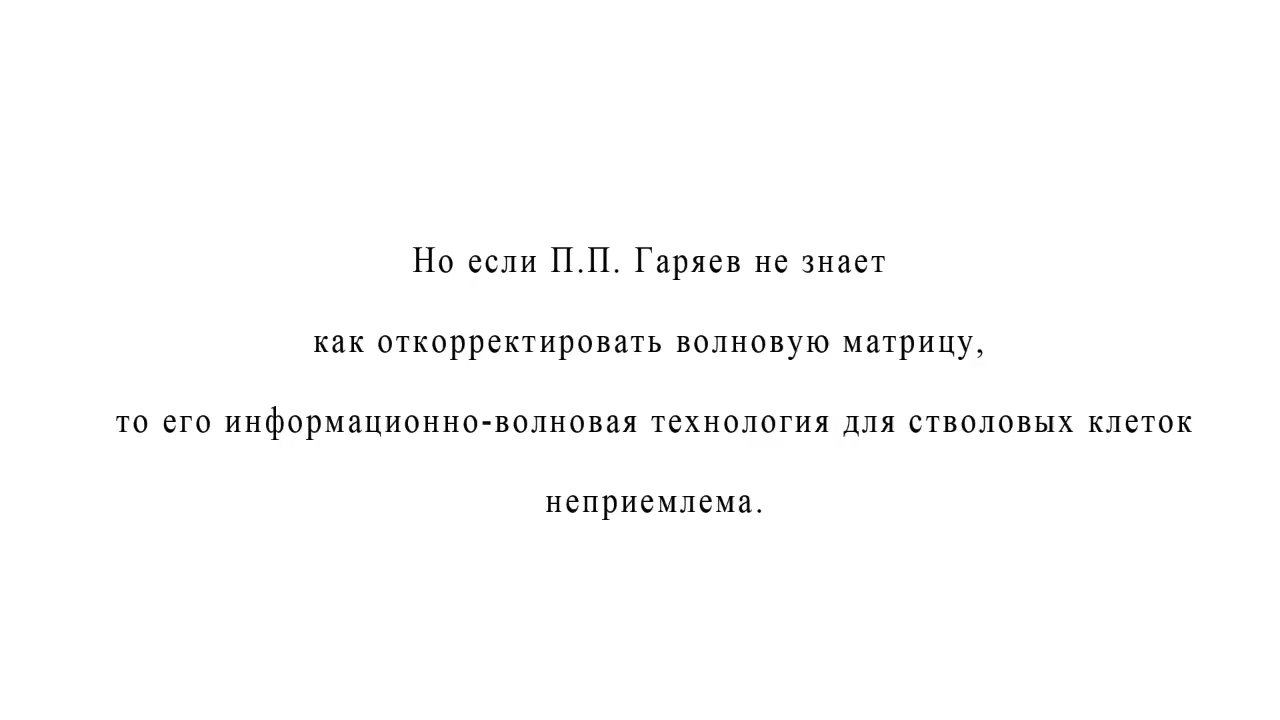 Но если П.П. Гаряев не знает
как откорректировать волновую матрицу,
то его информационно-волновая технология для стволовых клеток
неприемлема.